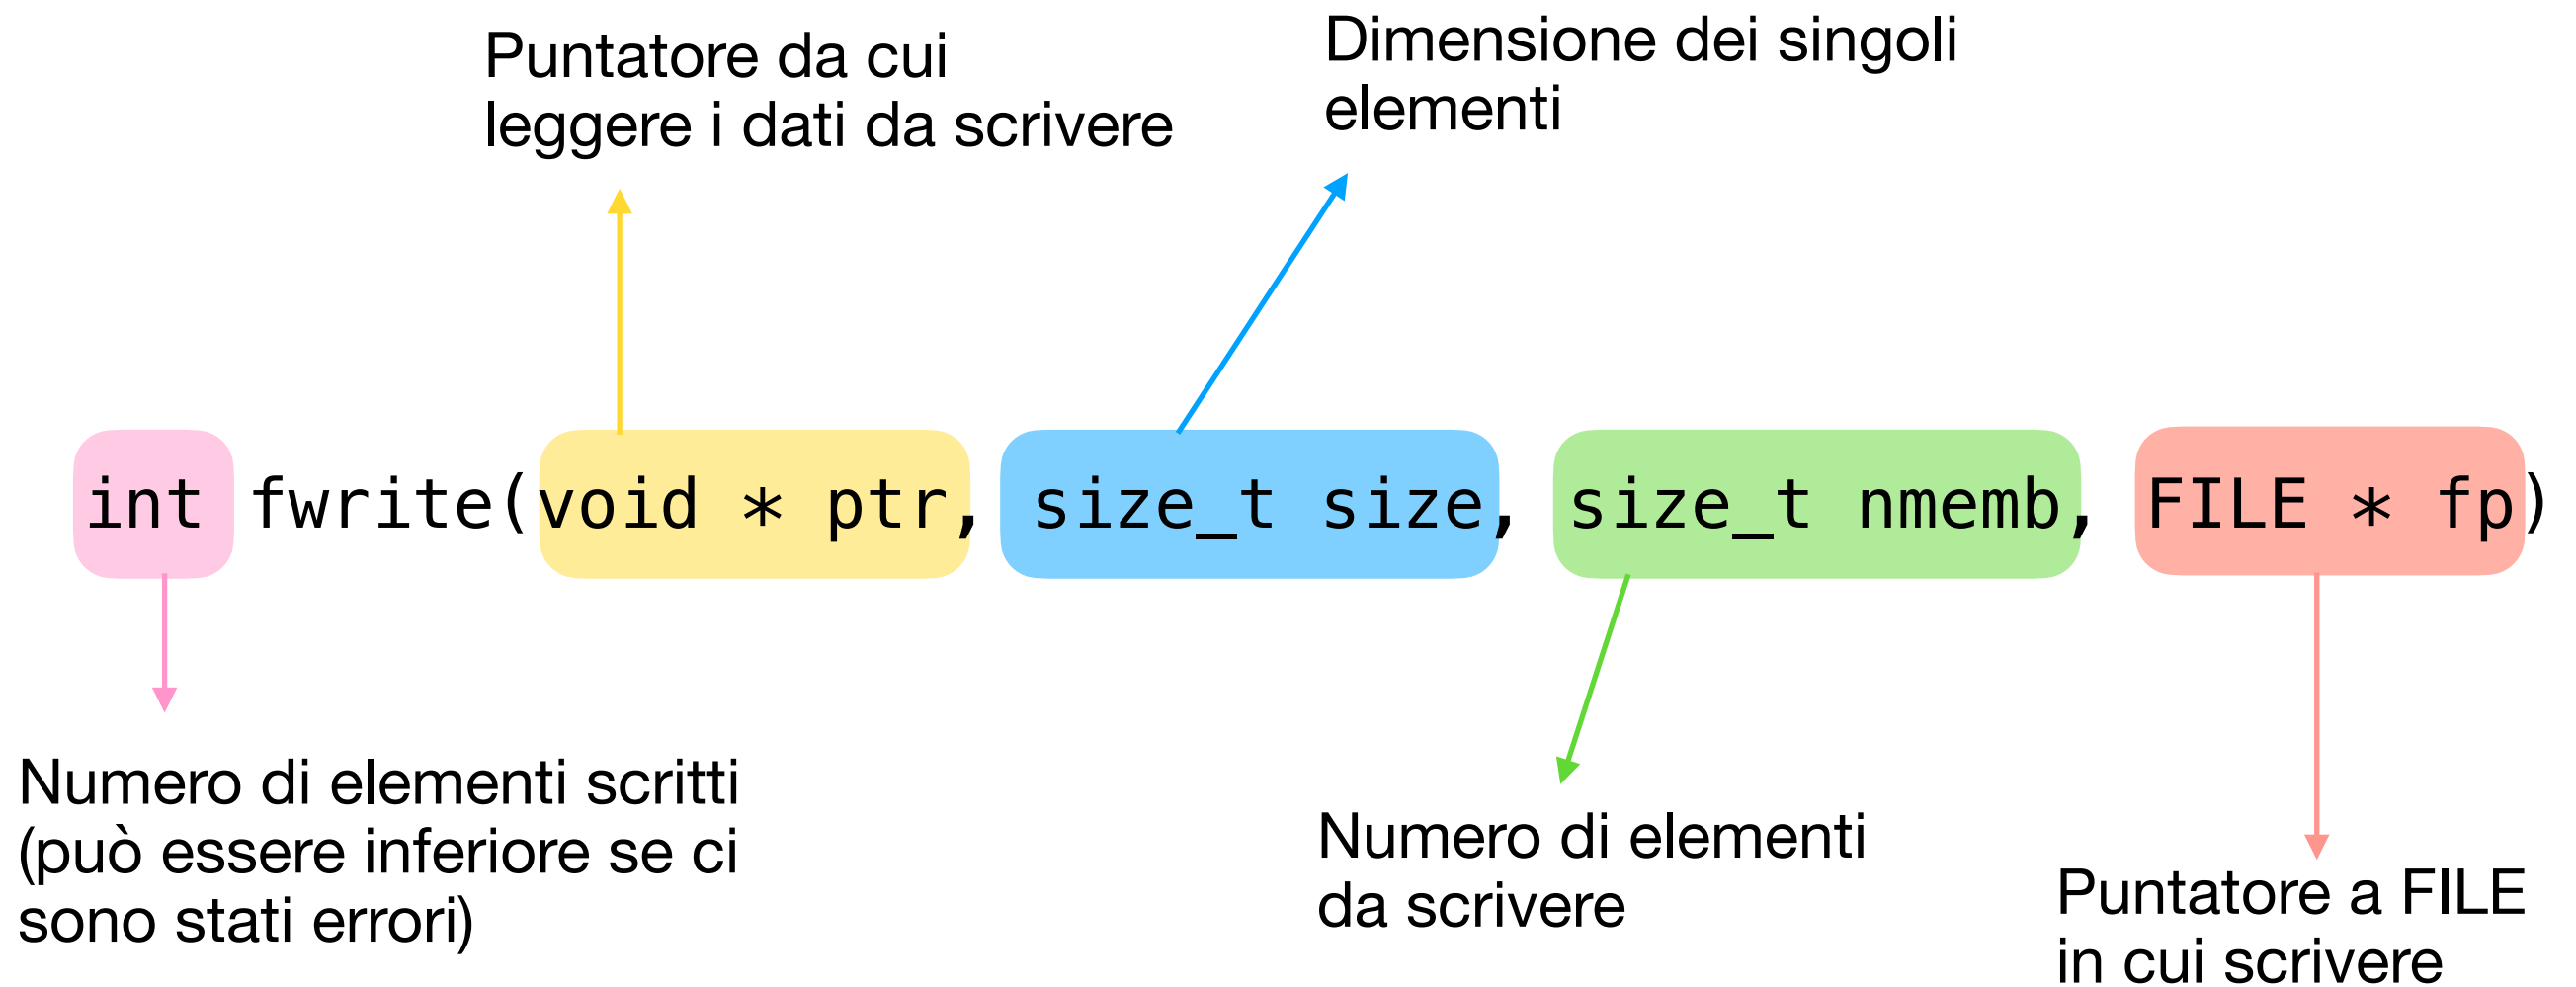 Puntatore da cui
leggere i dati da scrivere
Dimensione dei singoli
elementi
int fwrite(void * ptr, size_t size, size_t nmemb, FILE * fp)
Numero di elementi scritti
(può essere inferiore se ci
sono stati errori)
Numero di elementi
da scrivere
Puntatore a FILE
in cui scrivere